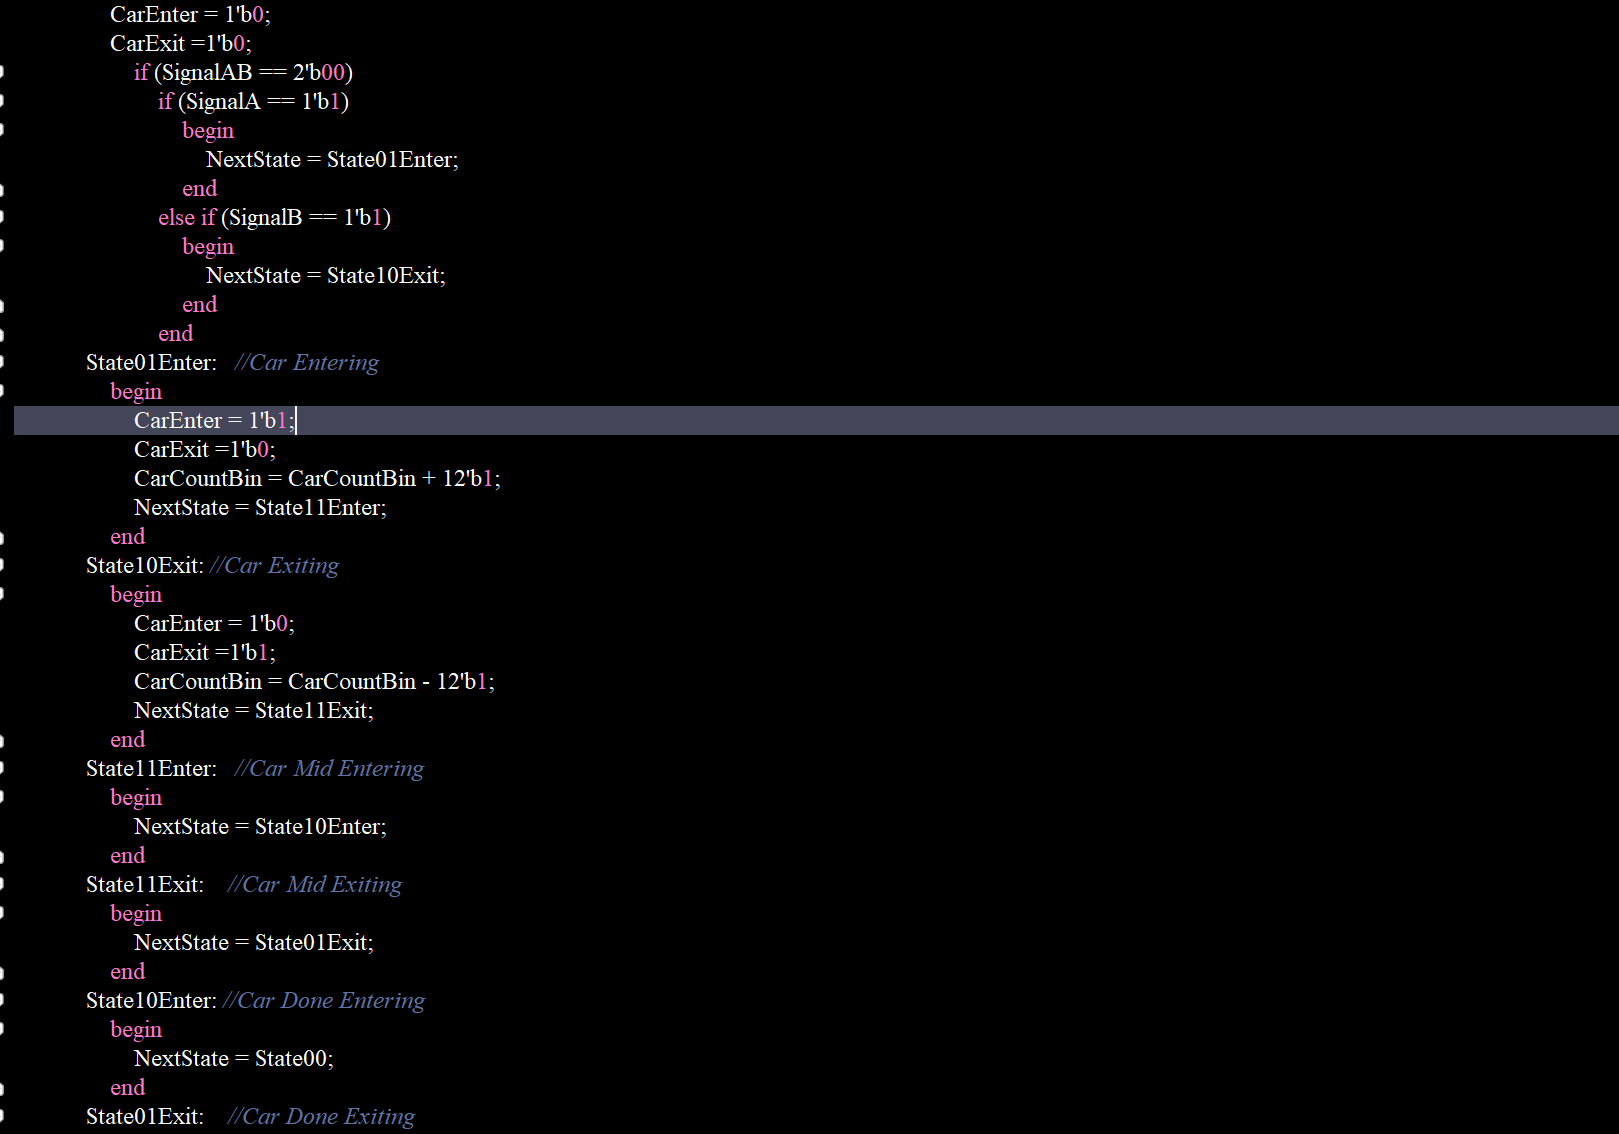 CarEnter = 1'b0;
CarExit =1'b0;
if (SignalAB == 2'b00)
if (SignalA == 1'b1)
begin
NextState = State01Enter;
end
else if (SignalB == 1'b1)
begin
NextState = State10Exit;
end
end
State01Enter: //Car Entering
begin
CarEnter = 1'b1;
CarExit =1'b0;
CarCountBin = CarCountBin + 12'b1;
NextState = State11Enter;
end
State10Exit: //Car Exiting
begin
CarEnter = 1'b0;
CarExit =1'b1;
CarCountBin = CarCountBin - 12'b1;
NextState = State11Exit;
end
State11Enter: //Car Mid Entering
begin
NextState = State10Enter;
end
State11Exit: //Car Mid Exiting
begin
NextState = State01Exit;
end
State10Enter: //Car Done Entering
begin
NextState = State00;
end
State01Exit: //Car Done Exiting